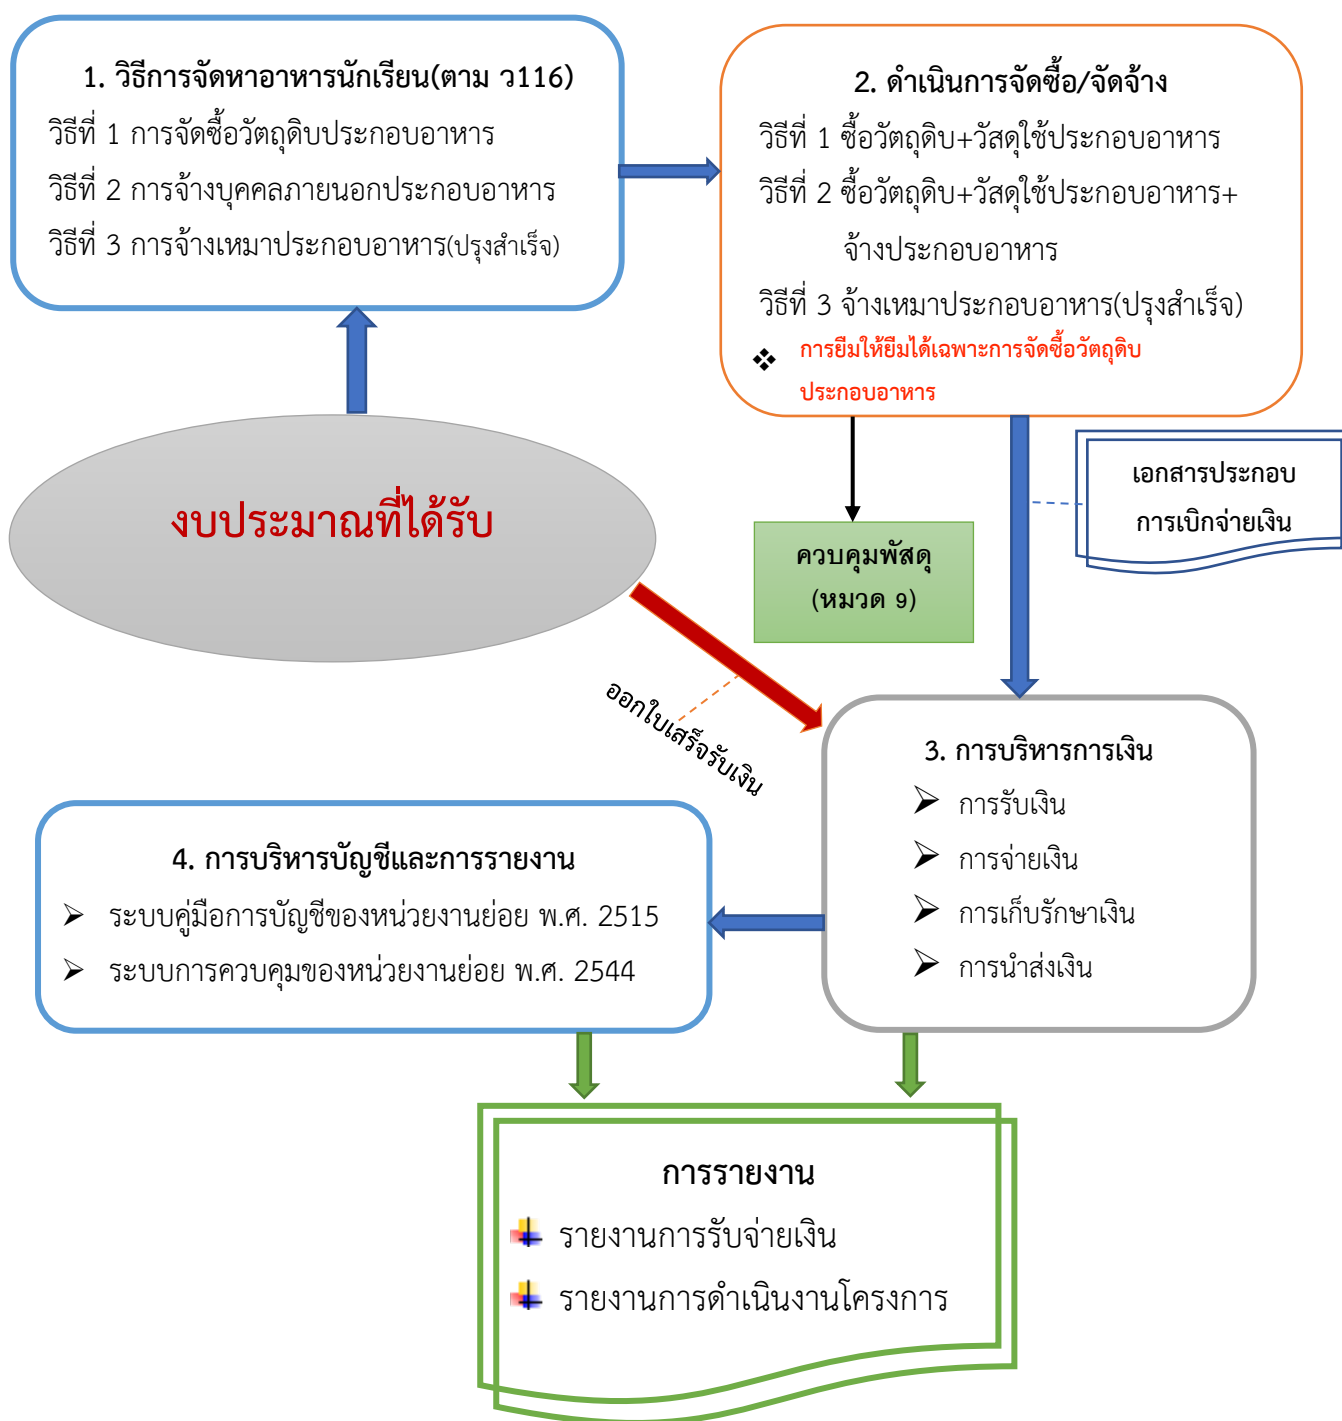 1. วิธีการจัดหาอาหารนักเรียน(ตาม ว116)
วิธีที่ 1 การจัดซื้อวัตถุดิบประกอบอาหาร
วิธีที่ 2 การจ้างบุคคลภายนอกประกอบอาหาร
วิธีที่ 3 การจ้างเหมาประกอบอาหาร(ปรุงสำเร็จ)
2. ดำเนินการจัดซื้อ/จัดจ้าง
วิธีที่ 1 ซื้อวัตถุดิบ+วัสดุใช้ประกอบอาหาร
วิธีที่ 2 ซื้อวัตถุดิบ+วัสดุใช้ประกอบอาหาร+
จ้างประกอบอาหาร
วิธีที่ 3 จ้างเหมาประกอบอาหาร(ปรุงสำเร็จ)
การยืมให้ยืมได้เฉพาะการจัดซื้อวัตถุดิบ
ประกอบอาหาร
งบประมาณที่ได้รับ
เอกสารประกอบ
การเบิกจ่ายเงิน
ควบคุมพัสดุ
(หมวด 9)
ออกใบเสร็จรับเงิน
3. การบริหารการเงิน
การรับเงิน
การจ่ายเงิน
การเก็บรักษาเงิน
การนำส่งเงิน
4. การบริหารบัญชีและการรายงาน
ระบบคู่มือการบัญชีของหน่วยงานย่อย พ.ศ. 2515
ระบบการควบคุมของหน่วยงานย่อย พ.ศ. 2544
การรายงาน
รายงานการรับจ่ายเงิน
รายงานการดำเนินงานโครงการ